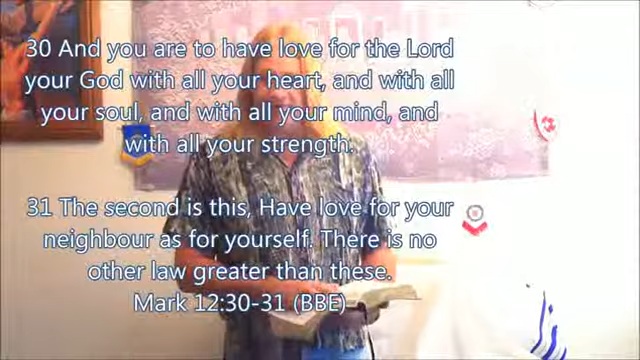 30 And you are to have love for the Lord
your God with all your heart, and with all
your soul, and with all your mind, and
with all your strength.
31 The second is this, Have love for your
neighbour as for yourself. There is no
other law greater than these.
Mark 12:30-31 (BBE)